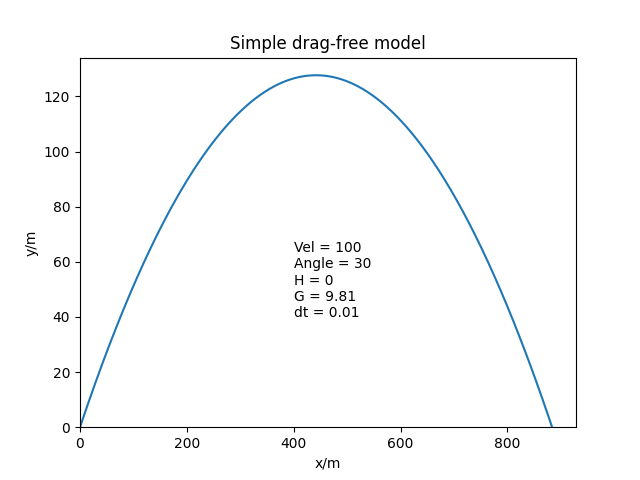 Simple drag-free model
y/m
120
100
80
60
40
20
0
Vel = 100
Angle = 30
H = 0
G = 9.81
dt = 0.01
0 200 400 600 800
x/m